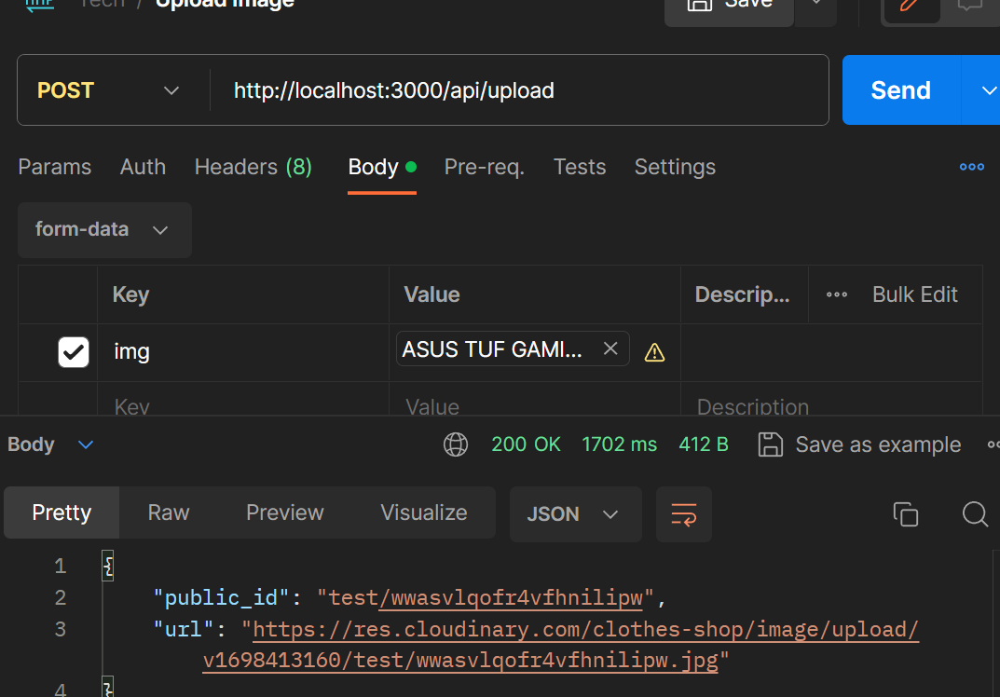 Tech / Upload Image
Save
POST http://localhost:3000/api/upload Send
Params Auth Headers (8) Body Pre-req. Tests Settings
form-data
Key Value Descrip... Bulk Edit
img ASUS TUF GAMI...
Key Value Description
Body 200 OK 1702 ms 412 B Save as example
Pretty Raw Preview Visualize JSON
1 {
2 "public_id": "test/wwasvlqofr4vfhnilipw",
3 "url": "https://res.cloudinary.com/clothes-shop/image/upload/
v1698413160/test/wwasvlqofr4vfhnilipw.jpg"
4 }